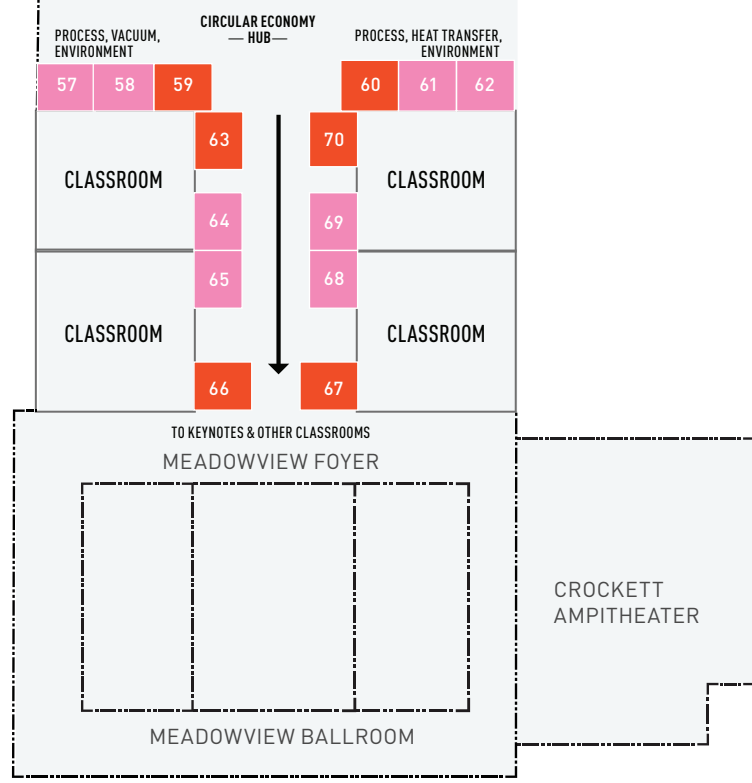 CIRCULAR ECONOMY
— HUB —
PROCESS, VACUUM,
ENVIRONMENT
PROCESS, HEAT TRANSFER,
ENVIRONMENT
57
58
59
60
61
62
63
70
CLASSROOM
CLASSROOM
64
69
65
68
CLASSROOM
CLASSROOM
66
67
TO KEYNOTES & OTHER CLASSROOMS
MEADOWVIEW FOYER
CROCKETT
AMPITHEATER
MEADOWVIEW BALLROOM